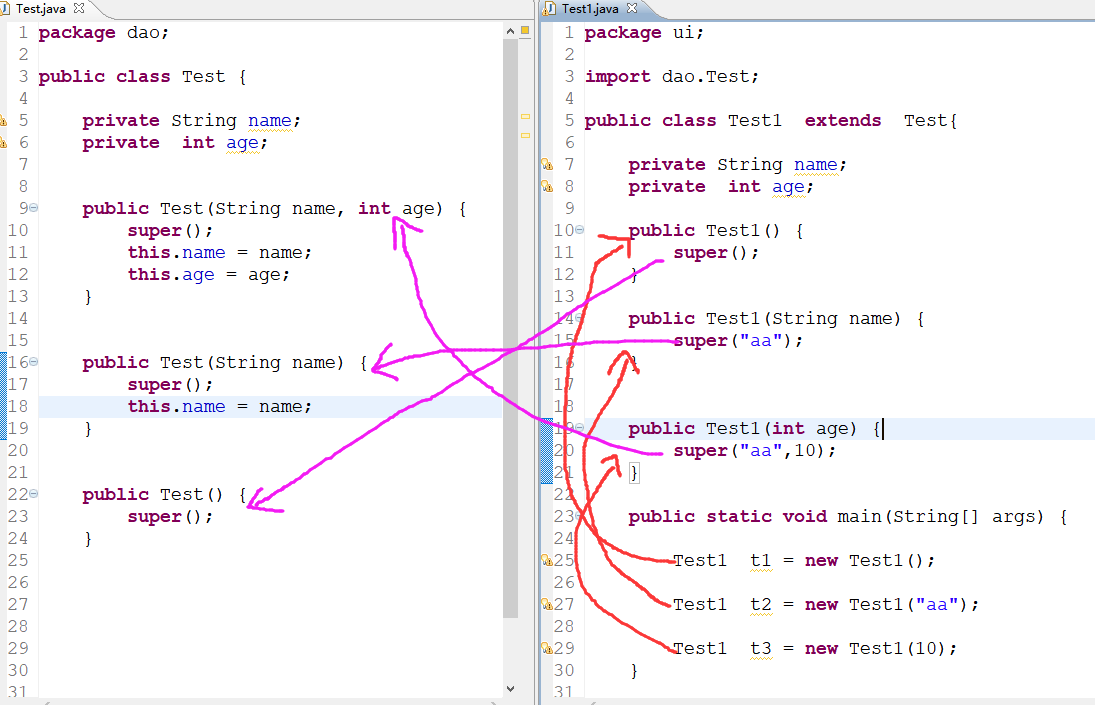 Test.java
1 package dao;
2
3 public class Test {
4
5 private String name;
6 private int age;
7
8
9 public Test(String name, int age) {
10 super();
11 this.name = name;
12 this.age = age;
13 }
14
15
16 public Test(String name) {
17 super();
18 this.name = name;
19 }
20
21
22 public Test() {
23 super();
24 }
25
26
27
28
29
30
31
Test1.java
1 package ui;
2
3 import dao.Test;
4
5 public class Test1 extends Test{
6
7 private String name;
8 private int age;
9
10 public Test1() {
11 super();
12 }
13
14 public Test1(String name) {
15 super("aa");
16 }
17
18
19 public Test1(int age) {
20 super("aa",10);
21 }
22
23 public static void main(String[] args) {
24
25 Test1 t1 = new Test1();
26
27 Test1 t2 = new Test1("aa");
28
29 Test1 t3 = new Test1(10);
30 }
31